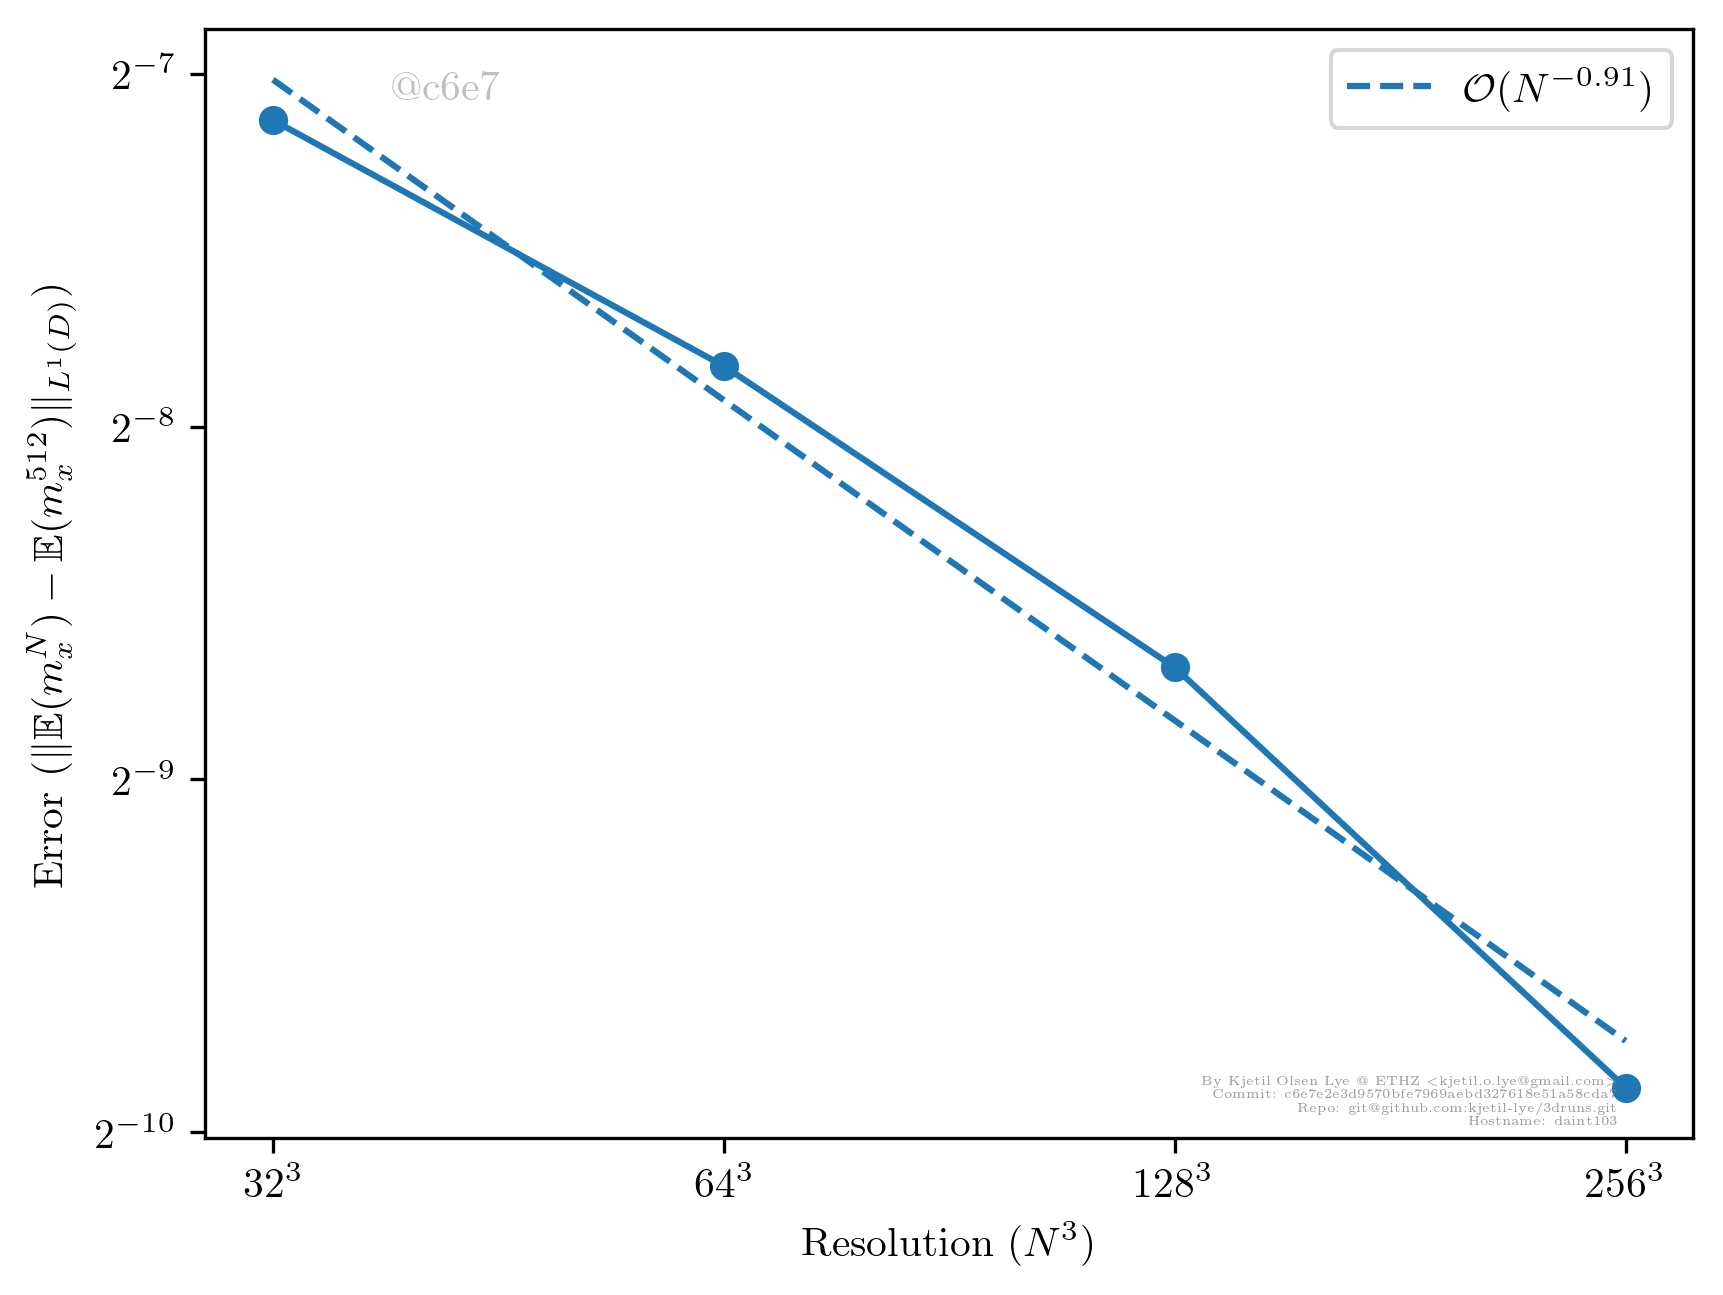 @c6e7
𝒪(N^{-0.91})
2^{-7}
2^{-8}
2^{-9}
2^{-10}
Error (||𝔼(m_x^N) − 𝔼(m_x^{512})||_{L^1(D)})
32^3 64^3 128^3 256^3
Resolution (N^3)
By Kjetil Olsen Lye @ ETHZ <kjetil.o.lye@gmail.com>
Commit: c6e7e2e3d9570bfe7969aebd327618e51a58cda7
Repo: git@github.com:kjetil-lye/3druns.git
Hostname: daint103